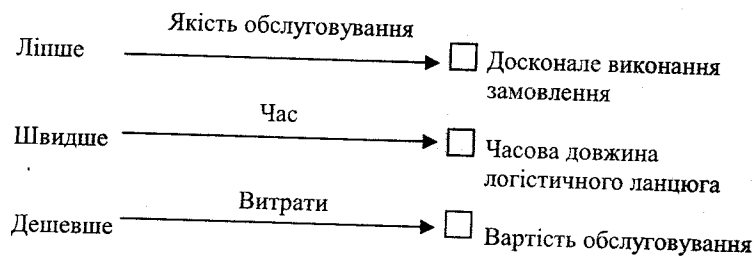 Якість обслуговування
Ліпше
Досконале виконання
замовлення
Час
Швидше
Часова довжина
логістичного ланцюга
Витрати
Дешевше
Вартість обслуговування